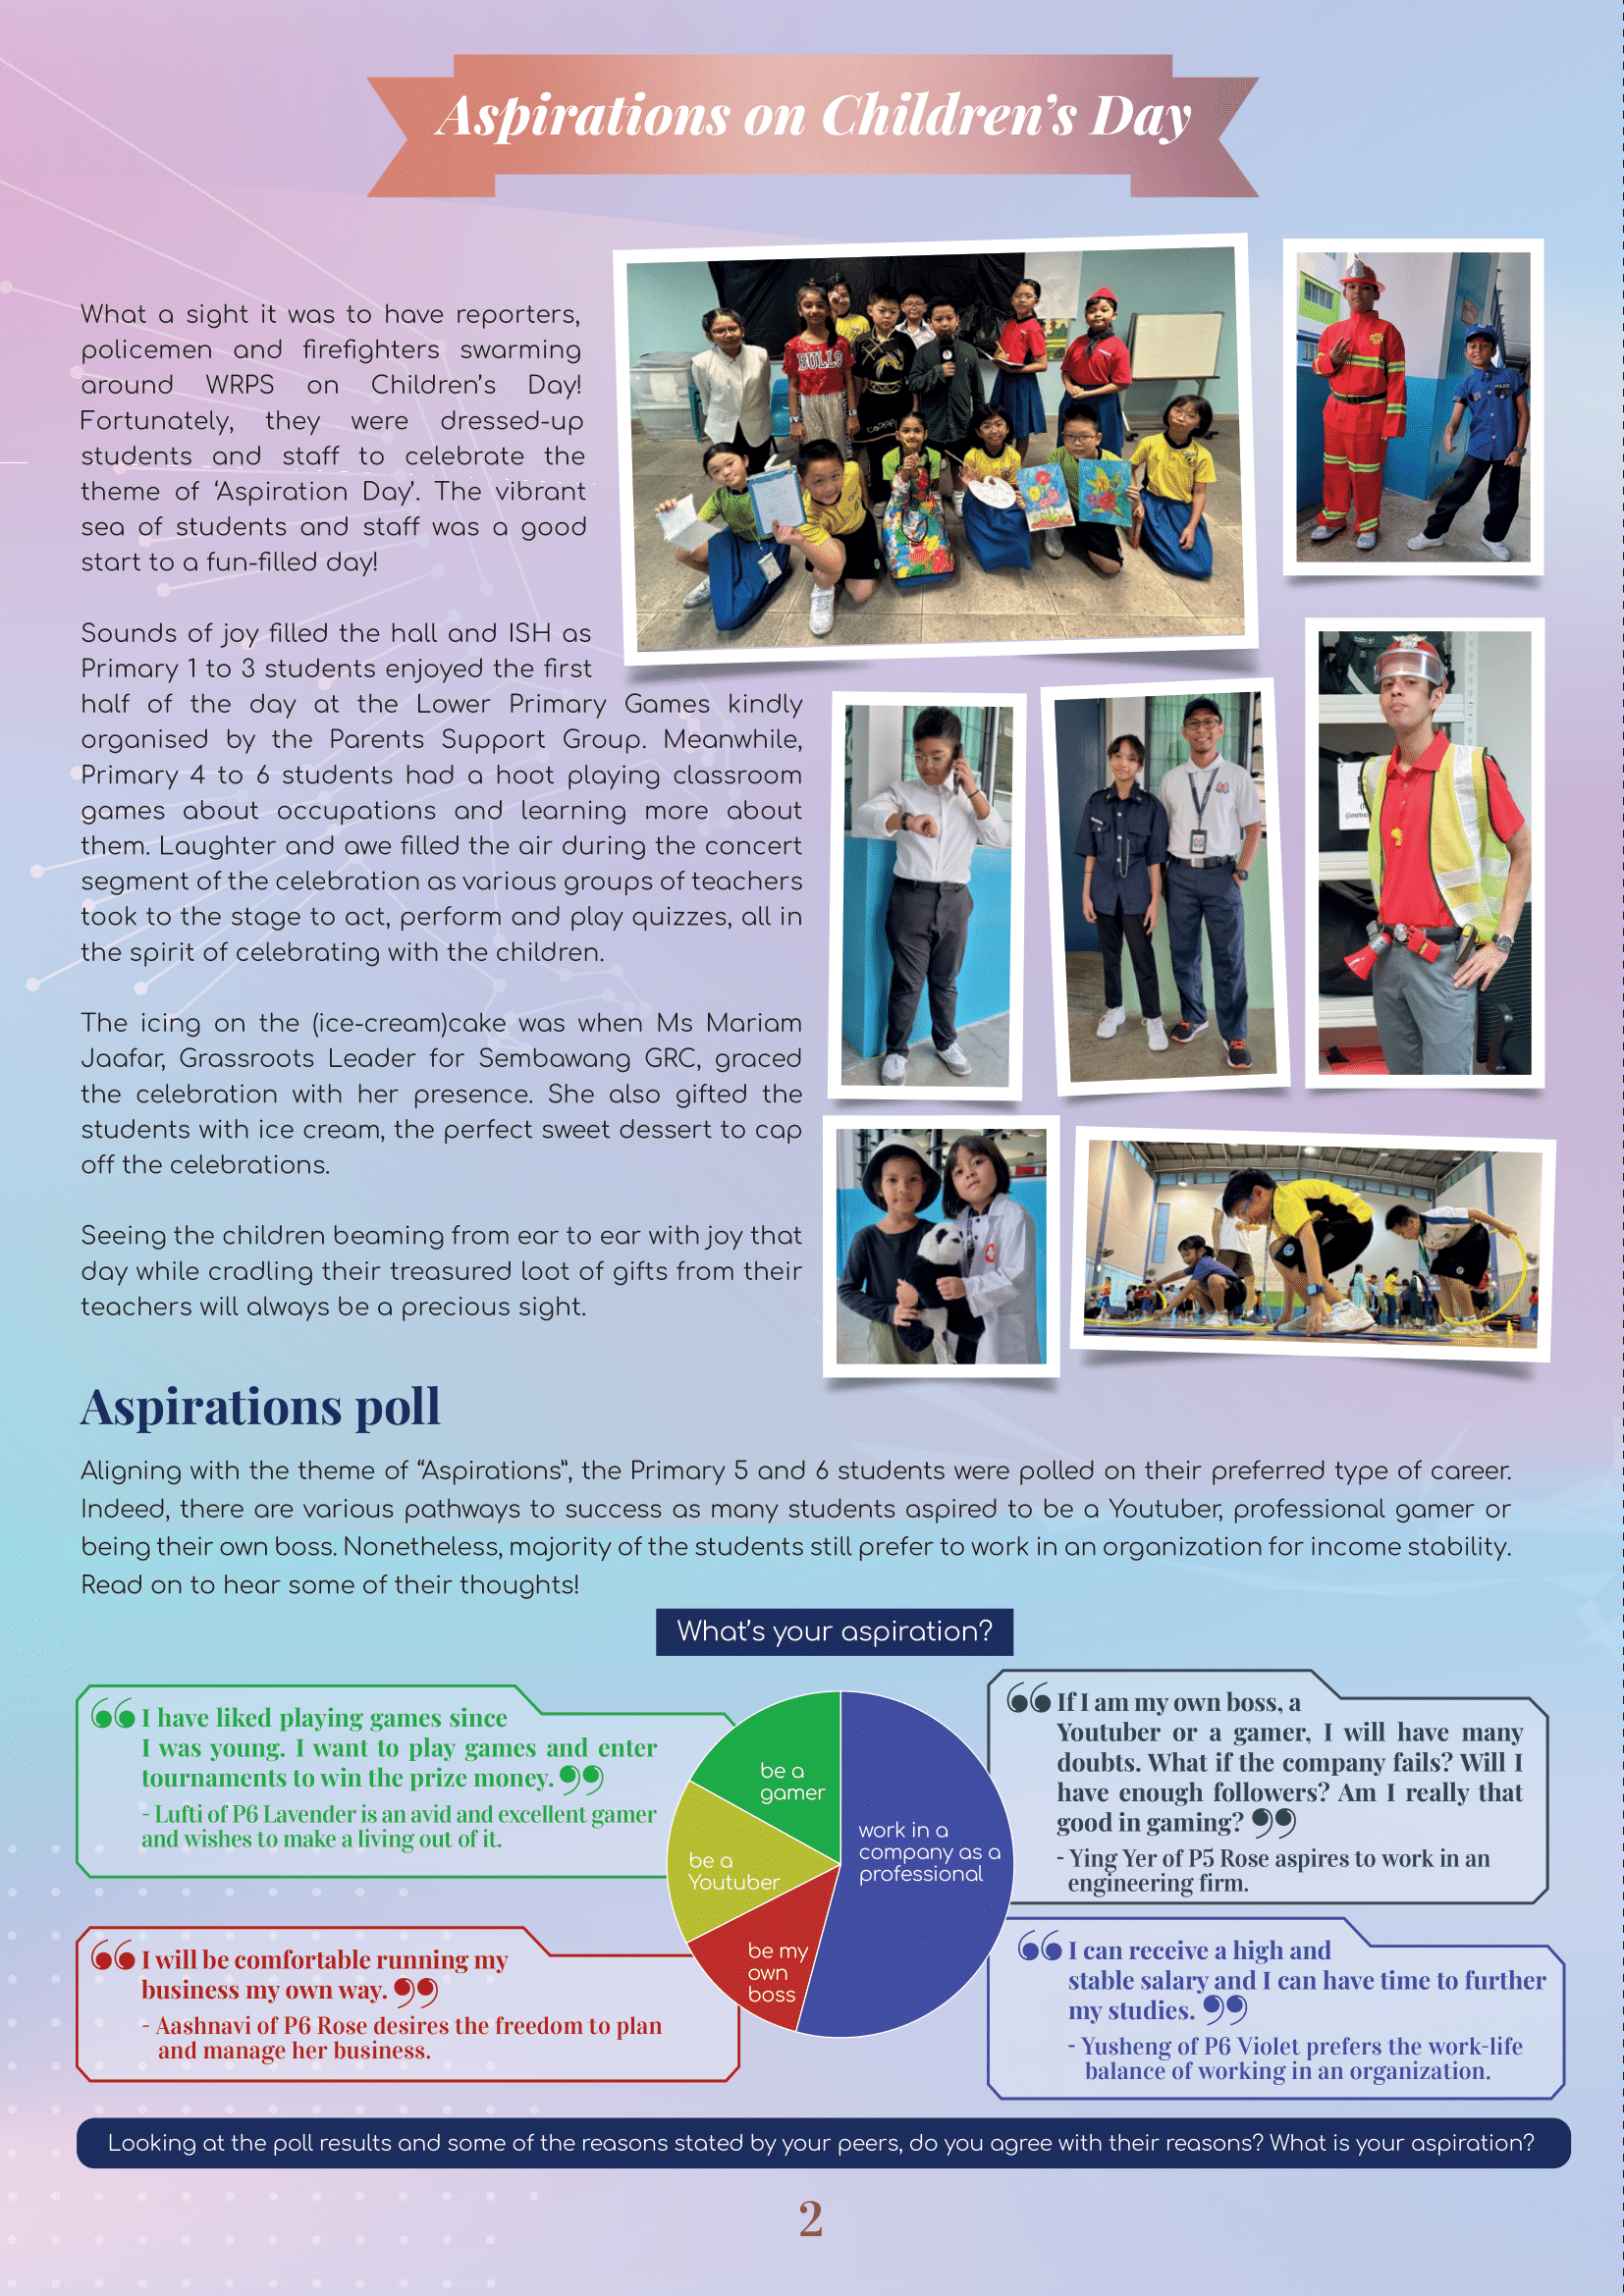 Aspirations on Children’s Day
What a sight it was to have reporters,
policemen and firefighters swarming
around WRPS on Children’s Day!
Fortunately, they were dressed-up
students and staff to celebrate the
theme of ‘Aspiration Day’. The vibrant
sea of students and staff was a good
start to a fun-filled day!
Sounds of joy filled the hall and ISH as
Primary 1 to 3 students enjoyed the first
half of the day at the Lower Primary Games kindly
organised by the Parents Support Group. Meanwhile,
Primary 4 to 6 students had a hoot playing classroom
games about occupations and learning more about
them. Laughter and awe filled the air during the concert
segment of the celebration as various groups of teachers
took to the stage to act, perform and play quizzes, all in
the spirit of celebrating with the children.
The icing on the (ice-cream)cake was when Ms Mariam
Jaafar, Grassroots Leader for Sembawang GRC, graced
the celebration with her presence. She also gifted the
students with ice cream, the perfect sweet dessert to cap
off the celebrations.
Seeing the children beaming from ear to ear with joy that
day while cradling their treasured loot of gifts from their
teachers will always be a precious sight.
BULLS
POLICE
Aspirations poll
Aligning with the theme of “Aspirations”, the Primary 5 and 6 students were polled on their preferred type of career.
Indeed, there are various pathways to success as many students aspired to be a Youtuber, professional gamer or
being their own boss. Nonetheless, majority of the students still prefer to work in an organization for income stability.
Read on to hear some of their thoughts!
What’s your aspiration?
“I have liked playing games since
I was young. I want to play games and enter
tournaments to win the prize money.”
- Lufti of P6 Lavender is an avid and excellent gamer
and wishes to make a living out of it.
“I will be comfortable running my
business my own way.”
- Aashnavi of P6 Rose desires the freedom to plan
and manage her business.
be a
gamer
be a
Youtuber
be my
own
boss
work in a
company as a
professional
“If I am my own boss, a
Youtuber or a gamer, I will have many
doubts. What if the company fails? Will I
have enough followers? Am I really that
good in gaming?”
- Ying Yer of P5 Rose aspires to work in an
engineering firm.
“I can receive a high and
stable salary and I can have time to further
my studies.”
- Yusheng of P6 Violet prefers the work-life
balance of working in an organization.
Looking at the poll results and some of the reasons stated by your peers, do you agree with their reasons? What is your aspiration?
2